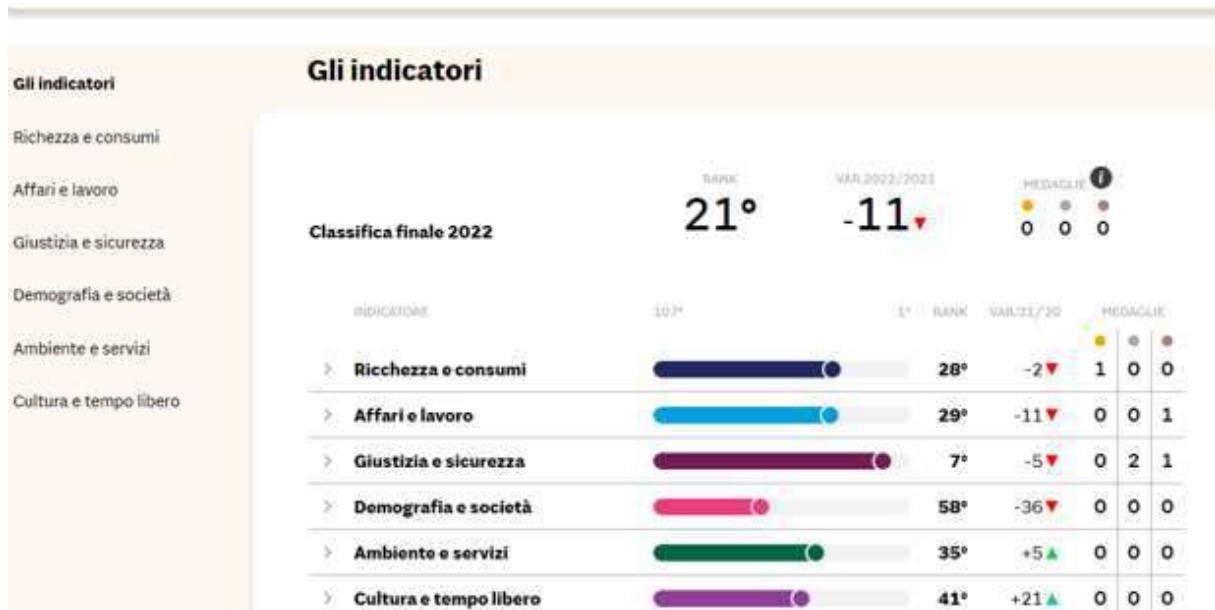 Gli indicatori
Richezza e consumi
Affari e lavoro
Giustizia e sicurezza
Demografia e società
Ambiente e servizi
Cultura e tempo libero
Gli indicatori
RANK VAR.2022/2021 MEDAGLIE i
Classifica finale 2022 21° -11 0 0 0
INDICATORE 107° 1° RANK VAR.'21/'20 MEDAGLIE
Ricchezza e consumi 28° -2 1 0 0
Affari e lavoro 29° -11 0 0 1
Giustizia e sicurezza 7° -5 0 2 1
Demografia e società 58° -36 0 0 0
Ambiente e servizi 35° +5 0 0 0
Cultura e tempo libero 41° +21 0 0 0